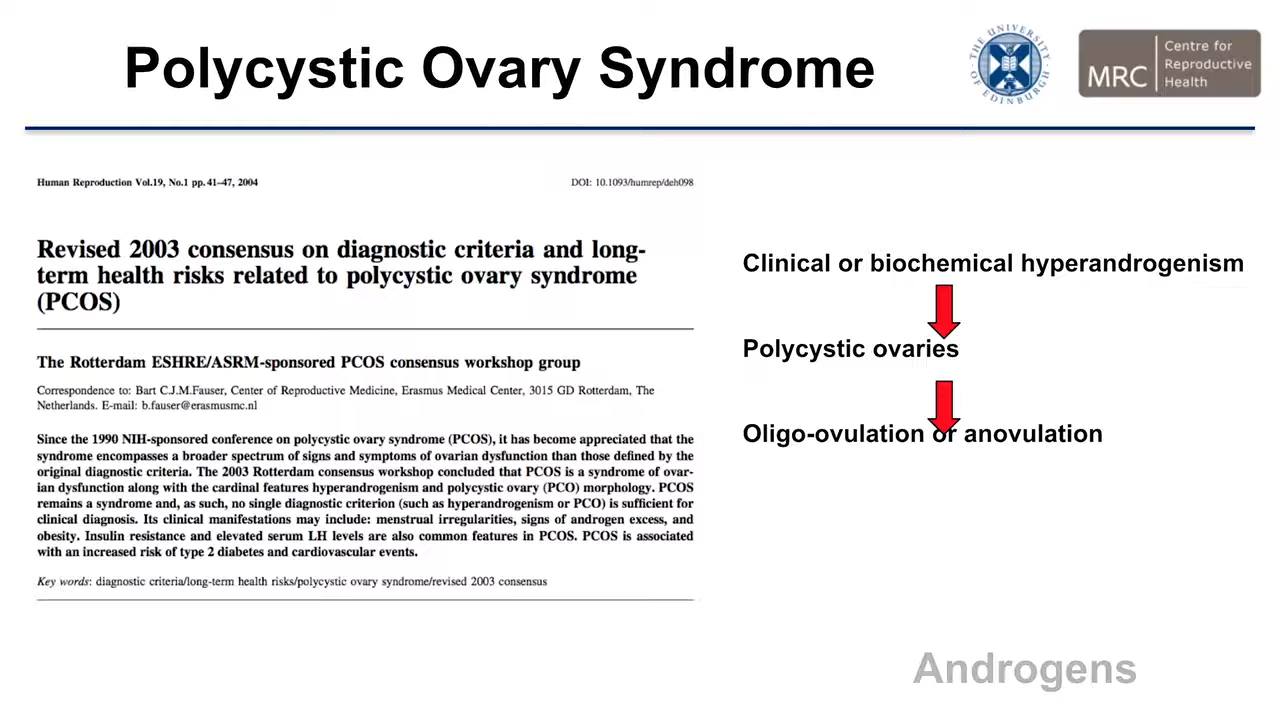 Polycystic Ovary Syndrome
THE UNIVERSITY OF EDINBURGH
MRC
Centre for
Reproductive
Health
Human Reproduction Vol.19, No.1 pp. 41–47, 2004
DOI: 10.1093/humrep/deh098
Revised 2003 consensus on diagnostic criteria and long-
term health risks related to polycystic ovary syndrome
(PCOS)
The Rotterdam ESHRE/ASRM-sponsored PCOS consensus workshop group
Correspondence to: Bart C.J.M.Fauser, Center of Reproductive Medicine, Erasmus Medical Center, 3015 GD Rotterdam, The
Netherlands. E-mail: b.fauser@erasmusmc.nl
Since the 1990 NIH-sponsored conference on polycystic ovary syndrome (PCOS), it has become appreciated that the
syndrome encompasses a broader spectrum of signs and symptoms of ovarian dysfunction than those defined by the
original diagnostic criteria. The 2003 Rotterdam consensus workshop concluded that PCOS is a syndrome of ovar-
ian dysfunction along with the cardinal features hyperandrogenism and polycystic ovary (PCO) morphology. PCOS
remains a syndrome and, as such, no single diagnostic criterion (such as hyperandrogenism or PCO) is sufficient for
clinical diagnosis. Its clinical manifestations may include: menstrual irregularities, signs of androgen excess, and
obesity. Insulin resistance and elevated serum LH levels are also common features in PCOS. PCOS is associated
with an increased risk of type 2 diabetes and cardiovascular events.
Key words: diagnostic criteria/long-term health risks/polycystic ovary syndrome/revised 2003 consensus
Clinical or biochemical hyperandrogenism
Polycystic ovaries
Oligo-ovulation or anovulation
Androgens